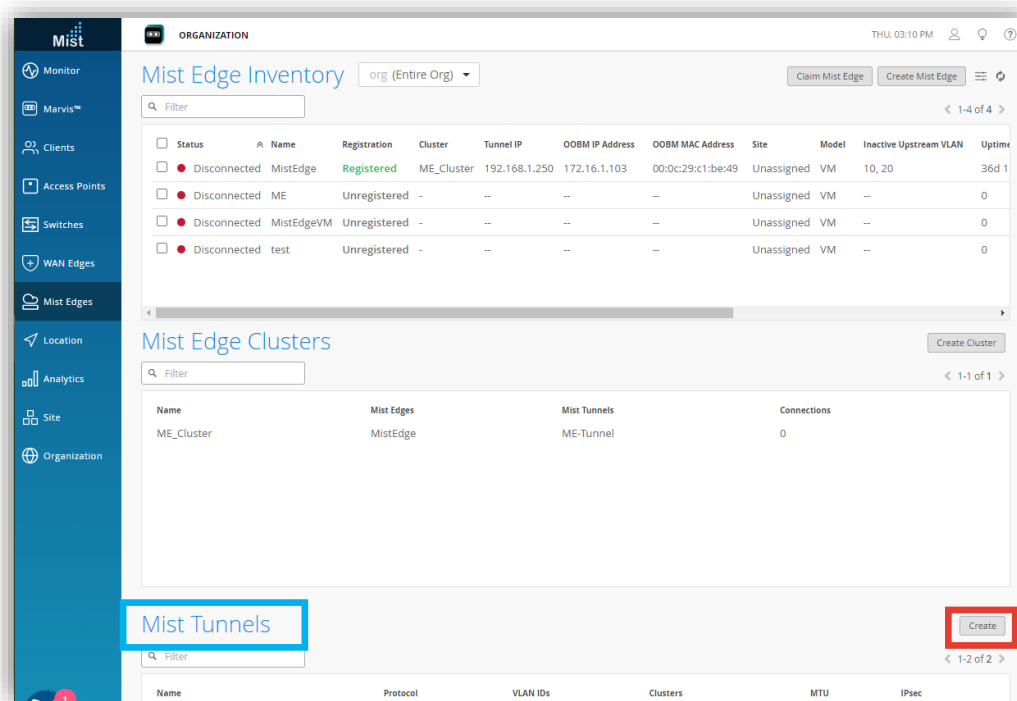 Mist
ORGANIZATION
THU, 03:10 PM
Monitor
Marvis™
Clients
Access Points
Switches
WAN Edges
Mist Edges
Location
Analytics
Site
Organization
1
Mist Edge Inventory org (Entire Org) Claim Mist Edge Create Mist Edge
Filter 1-4 of 4
Status Name Registration Cluster Tunnel IP OOBM IP Address OOBM MAC Address Site Model Inactive Upstream VLAN Uptime
Disconnected MistEdge Registered ME_Cluster 192.168.1.250 172.16.1.103 00:0c:29:c1:be:49 Unassigned VM 10, 20 36d 1
Disconnected ME Unregistered - -- -- Unassigned VM -- 0
Disconnected MistEdgeVM Unregistered - -- -- Unassigned VM -- 0
Disconnected test Unregistered - -- -- Unassigned VM -- 0
Mist Edge Clusters Create Cluster
Filter 1-1 of 1
Name Mist Edges Mist Tunnels Connections
ME_Cluster MistEdge ME-Tunnel 0
Mist Tunnels Create
Filter 1-2 of 2
Name Protocol VLAN IDs Clusters MTU IPsec